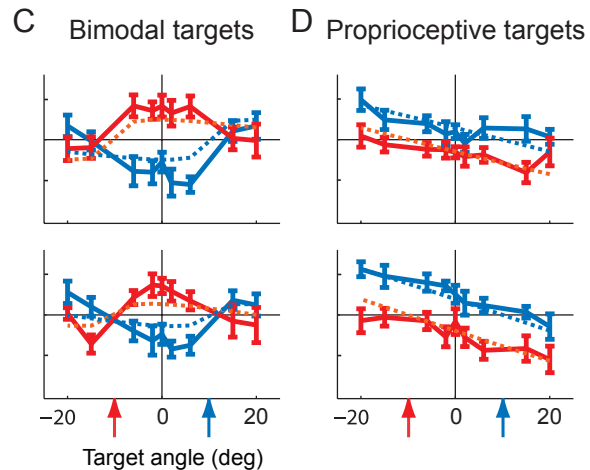 C Bimodal targets
D Proprioceptive targets
−20 0 20
−20 0 20
Target angle (deg)